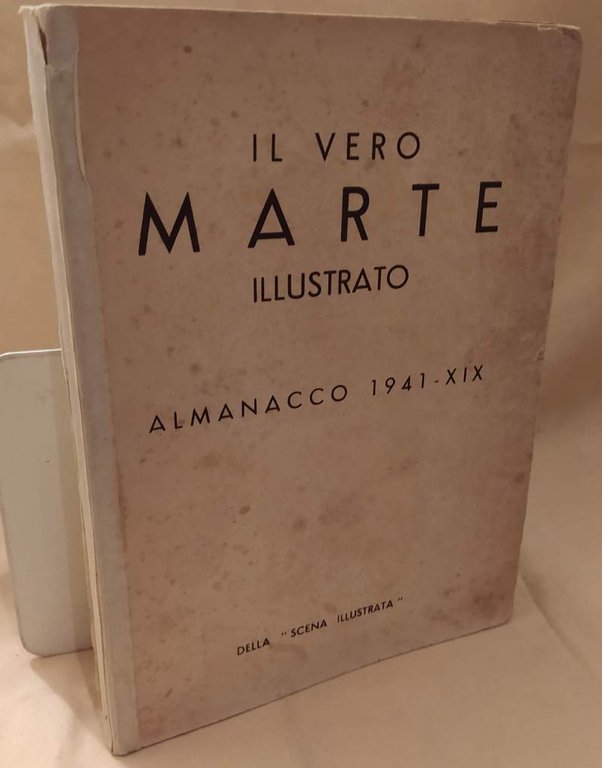 IL VERO
MARTE
ILLUSTRATO
ALMANACCO 1941-XIX
DELLA "SCENA ILLUSTRATA"